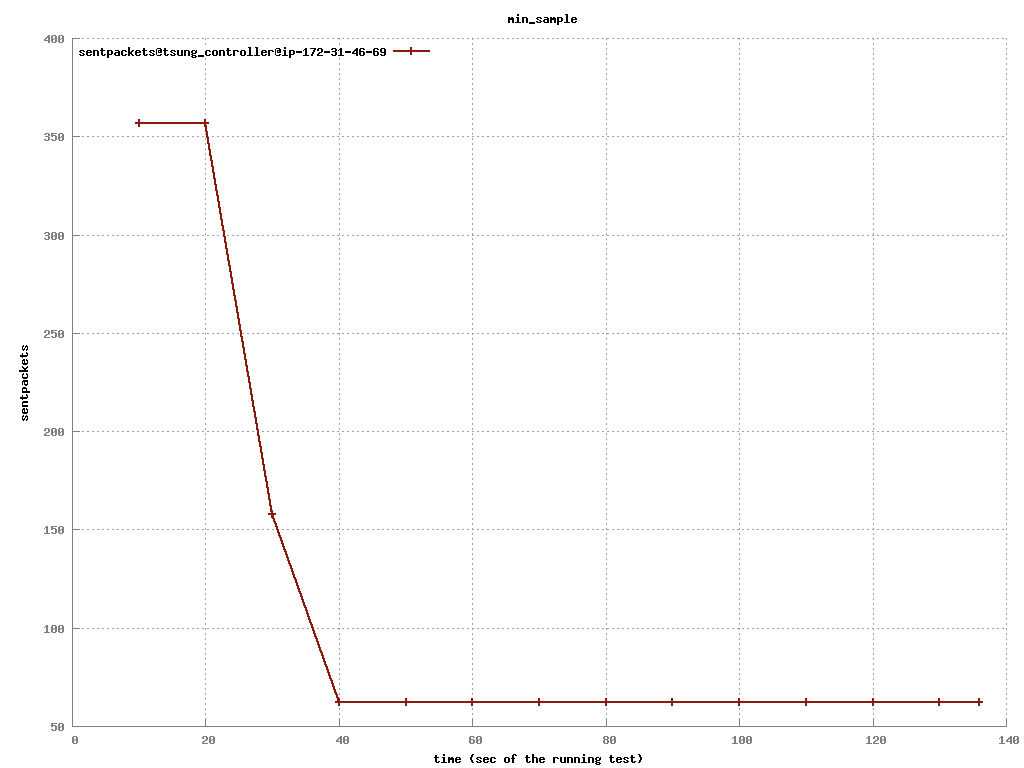 min_sample
400
sentpackets@tsung_controller@ip-172-31-46-69
350
300
250
sentpackets
200
150
100
50
0 20 40 60 80 100 120 140
time (sec of the running test)